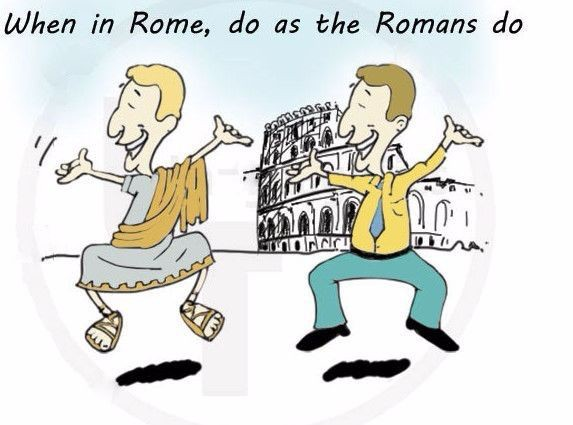 When in Rome, do as the Romans do